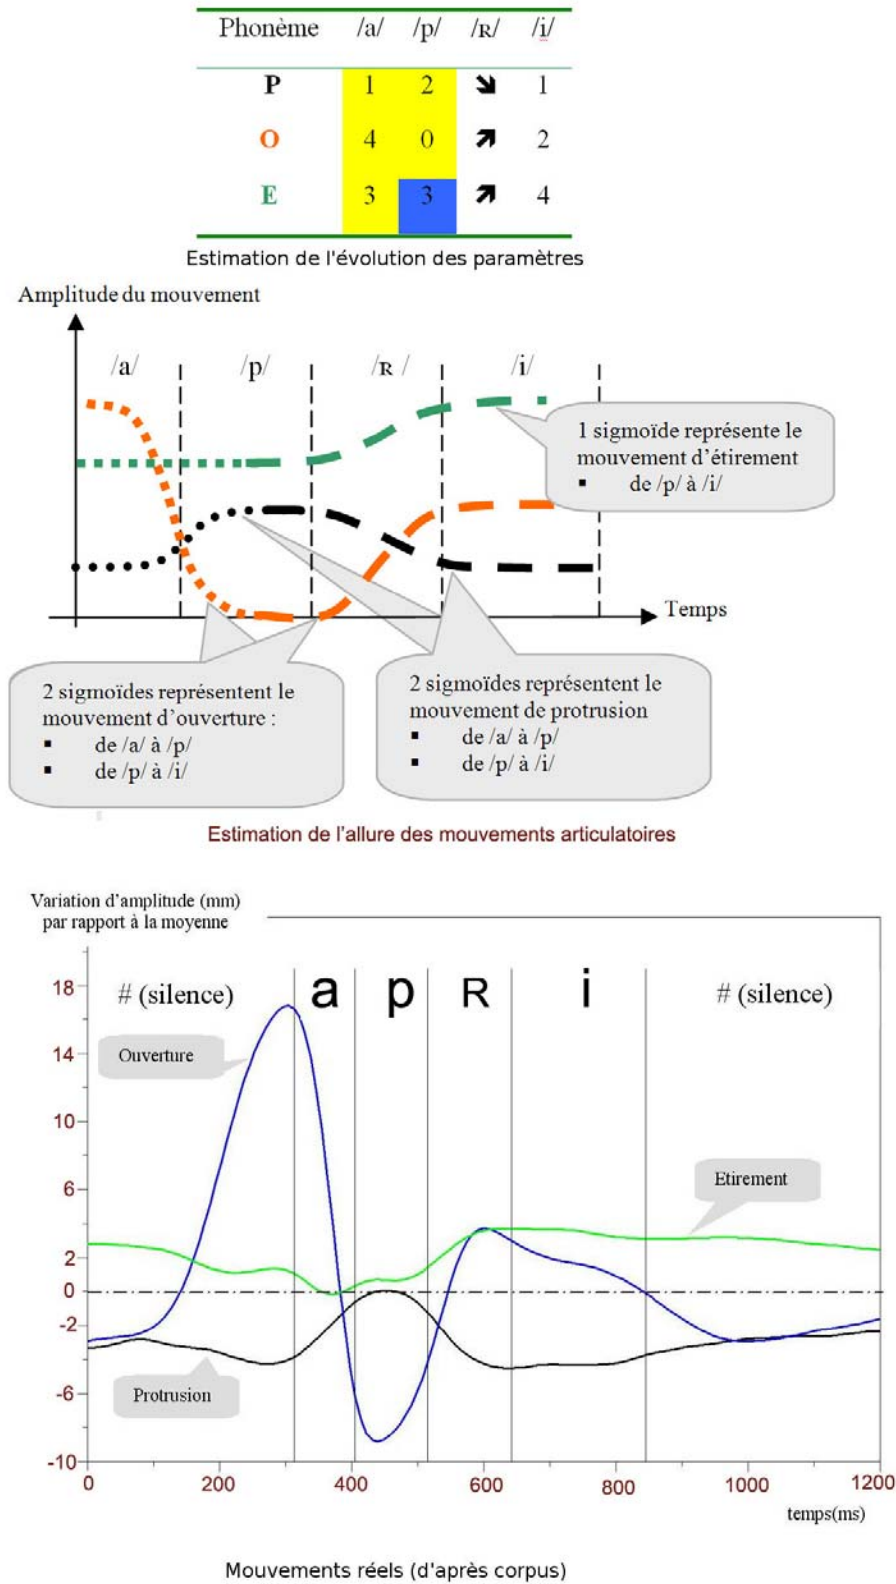 Phonème /a/ /p/ /ʀ/ /i/
P 1 2 ➘ 1
O 4 0 ➚ 2
E 3 3 ➚ 4
Estimation de l'évolution des paramètres
Amplitude du mouvement
/a/ /p/ /ʀ / /i/
1 sigmoïde représente le
mouvement d’étirement
▪ de /p/ à /i/
Temps
2 sigmoïdes représentent le
mouvement d’ouverture :
▪ de /a/ à /p/
▪ de /p/ à /i/
2 sigmoïdes représentent le
mouvement de protrusion
▪ de /a/ à /p/
▪ de /p/ à /i/
Estimation de l’allure des mouvements articulatoires
Variation d’amplitude (mm)
par rapport à la moyenne
# (silence) a p R i # (silence)
Ouverture
Etirement
Protrusion
18
14
10
6
2
0
-2
-6
-10
0 200 400 600 800 1000 1200
temps(ms)
Mouvements réels (d'après corpus)